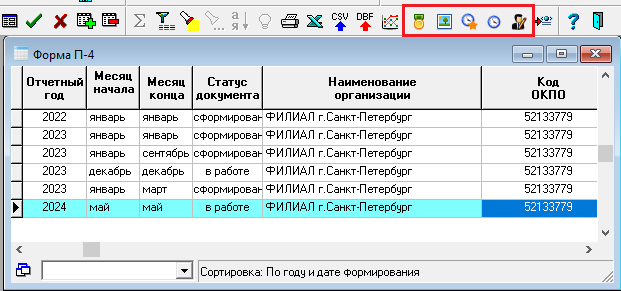 CSV DBF
Форма П-4
Отчетный год Месяц начала Месяц конца Статус документа Наименование организации Код ОКПО
2022 январь январь сформирован ФИЛИАЛ г.Санкт-Петербург 52133779
2023 январь январь сформирован ФИЛИАЛ г.Санкт-Петербург 52133779
2023 январь сентябрь сформирован ФИЛИАЛ г.Санкт-Петербург 52133779
2023 декабрь декабрь в работе ФИЛИАЛ г.Санкт-Петербург 52133779
2023 январь март сформирован ФИЛИАЛ г.Санкт-Петербург 52133779
2024 май май в работе ФИЛИАЛ г.Санкт-Петербург 52133779
Сортировка: По году и дате формирования